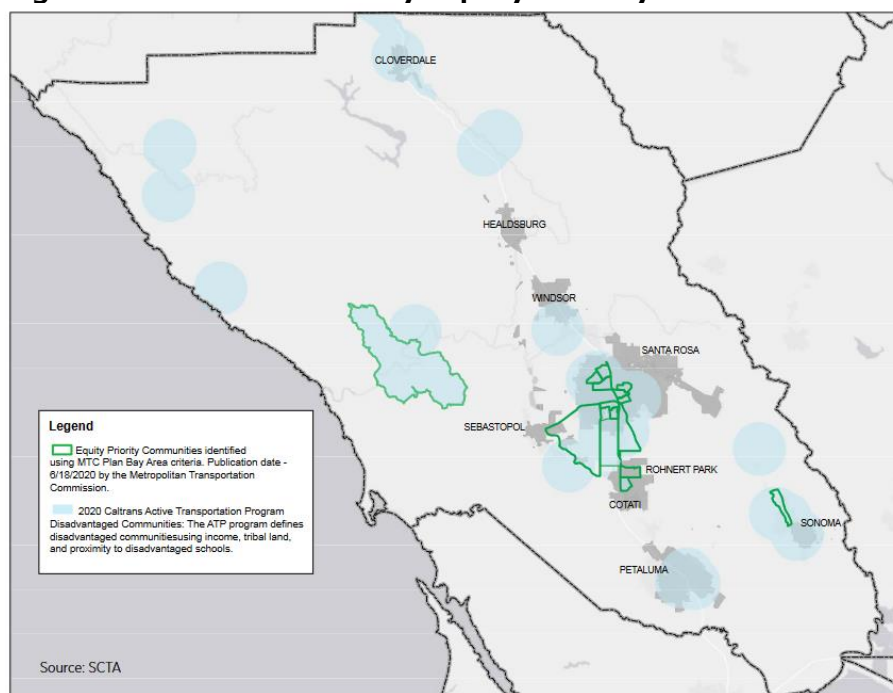 CLOVERDALE
HEALDSBURG
WINDSOR
SANTA ROSA
SEBASTOPOL
ROHNERT PARK
COTATI
SONOMA
PETALUMA
Legend
Equity Priority Communities identified
using MTC Plan Bay Area criteria. Publication date -
6/18/2020 by the Metropolitan Transportation
Commission.
2020 Caltrans Active Transportation Program
Disadvantaged Communities: The ATP program defines
disadvantaged communitiesusing income, tribal land,
and proximity to disadvantaged schools.
Source: SCTA